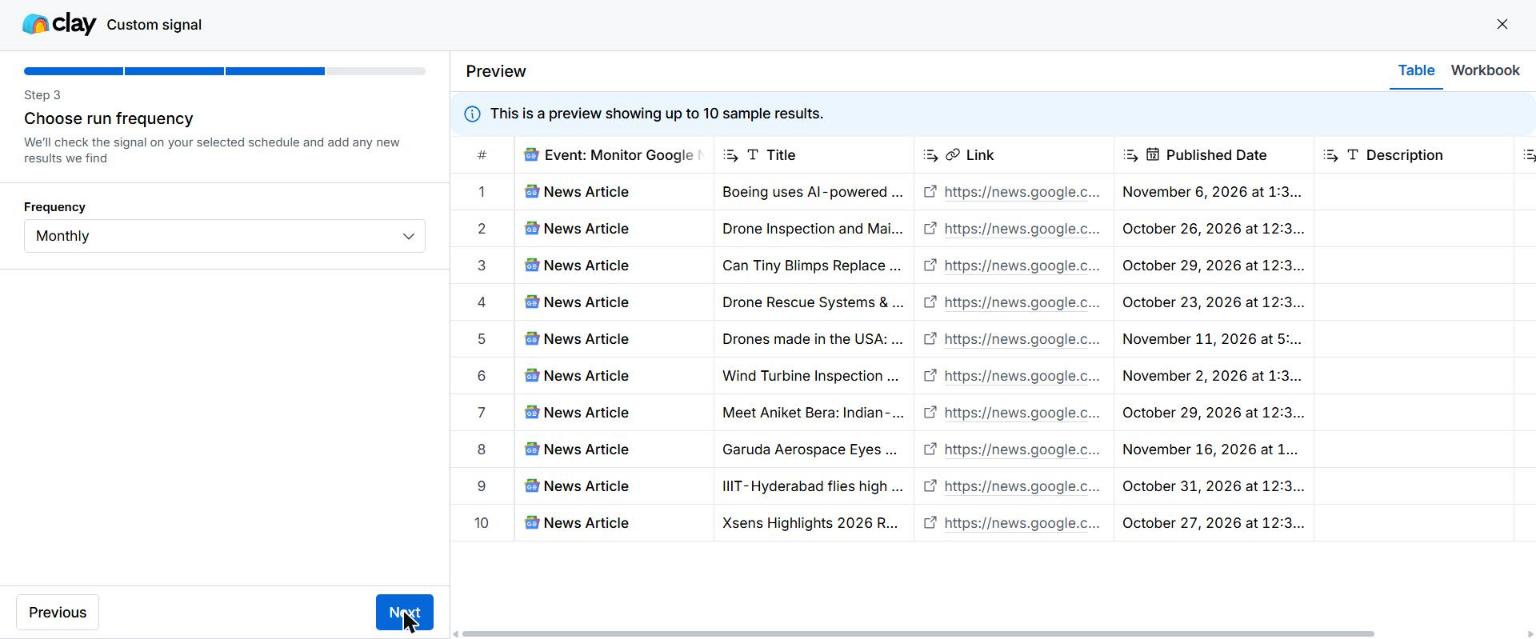 clay Custom signal
Step 3
Choose run frequency
We'll check the signal on your selected schedule and add any new
results we find
Frequency
Monthly
Previous
Next
Preview
Table
Workbook
This is a preview showing up to 10 sample results.
# Event: Monitor Google Title Link Published Date Description
1 News Article Boeing uses AI-powered ... https://news.google.c... November 6, 2026 at 1:3...
2 News Article Drone Inspection and Mai... https://news.google.c... October 26, 2026 at 12:3...
3 News Article Can Tiny Blimps Replace ... https://news.google.c... October 29, 2026 at 12:3...
4 News Article Drone Rescue Systems & ... https://news.google.c... October 23, 2026 at 12:3...
5 News Article Drones made in the USA: ... https://news.google.c... November 11, 2026 at 5:...
6 News Article Wind Turbine Inspection ... https://news.google.c... November 2, 2026 at 1:3...
7 News Article Meet Aniket Bera: Indian-... https://news.google.c... October 29, 2026 at 12:3...
8 News Article Garuda Aerospace Eyes ... https://news.google.c... November 16, 2026 at 1...
9 News Article IIIT-Hyderabad flies high ... https://news.google.c... October 31, 2026 at 12:3...
10 News Article Xsens Highlights 2026 R... https://news.google.c... October 27, 2026 at 12:3...